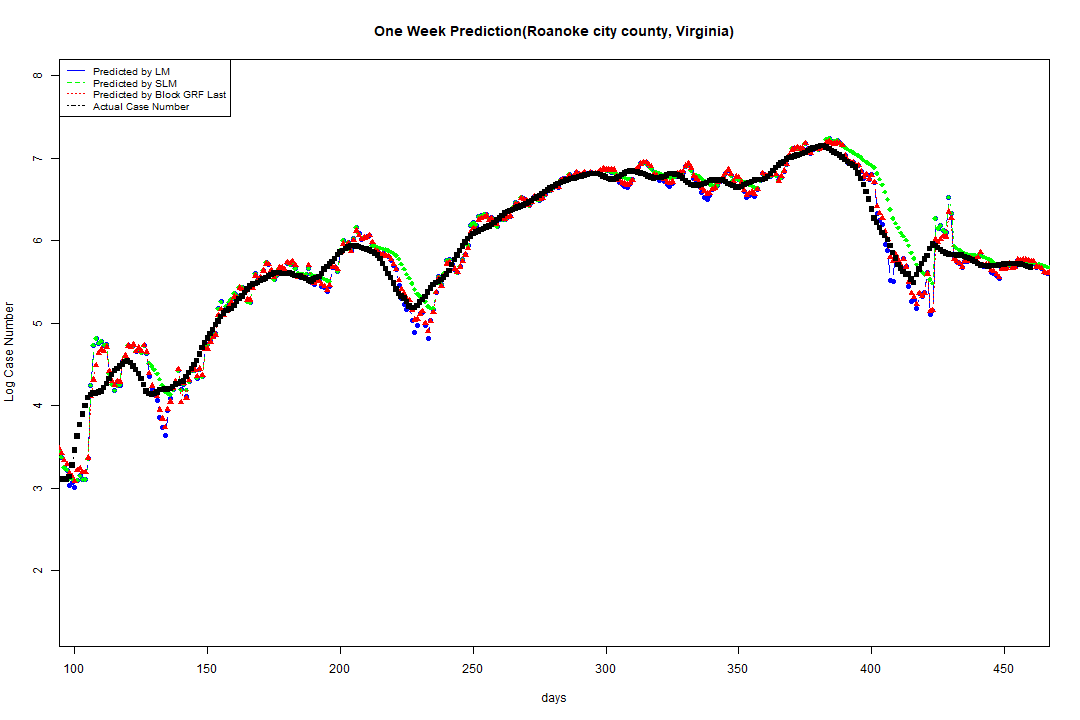 One Week Prediction(Roanoke city county, Virginia)
Predicted by LM
Predicted by SLM
Predicted by Block GRF Last
Actual Case Number
8
7
6
5
4
3
2
Log Case Number
100 150 200 250 300 350 400 450
days